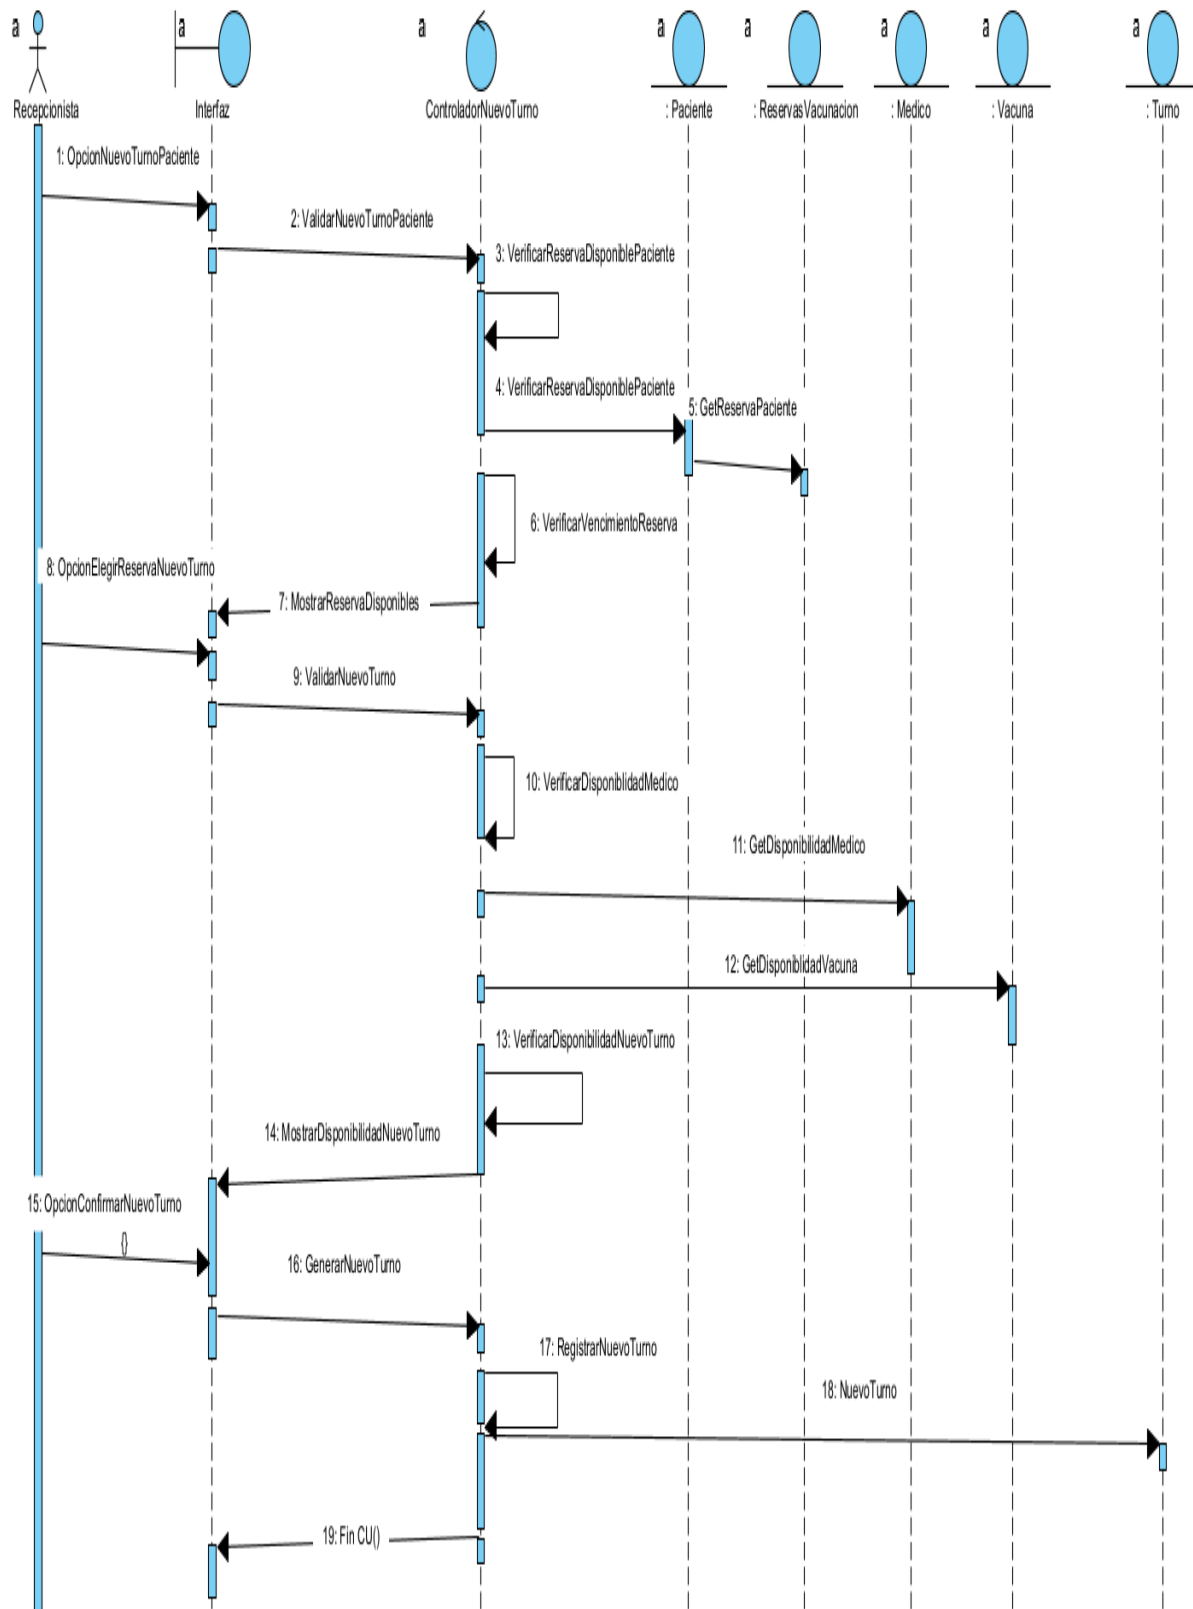 a a a a a a a a
Recepcionista Interfaz ControladorNuevoTurno : Paciente : ReservasVacunacion : Medico : Vacuna : Turno
1: OpcionNuevoTurnoPaciente
2: ValidarNuevoTurnoPaciente
3: VerificarReservaDisponiblePaciente
4: VerificarReservaDisponiblePaciente
5: GetReservaPaciente
6: VerificarVencimientoReserva
8: OpcionElegirReservaNuevoTurno
7: MostrarReservaDisponibles
9: ValidarNuevoTurno
10: VerificarDisponiblidadMedico
11: GetDisponibilidadMedico
12: GetDisponiblidadVacuna
13: VerificarDisponibilidadNuevoTurno
14: MostrarDisponibilidadNuevoTurno
15: OpcionConfirmarNuevoTurno
()
16: GenerarNuevoTurno
17: RegistrarNuevoTurno
18: NuevoTurno
19: Fin CU()